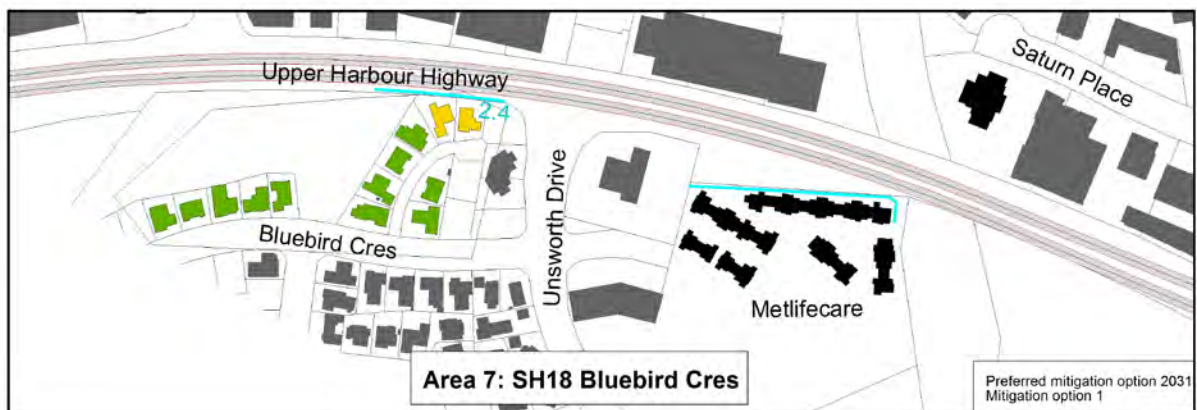 Upper Harbour Highway
2.4
Saturn Place
Unsworth Drive
Bluebird Cres
Metlifecare
Area 7: SH18 Bluebird Cres
Preferred mitigation option 2031
Mitigation option 1